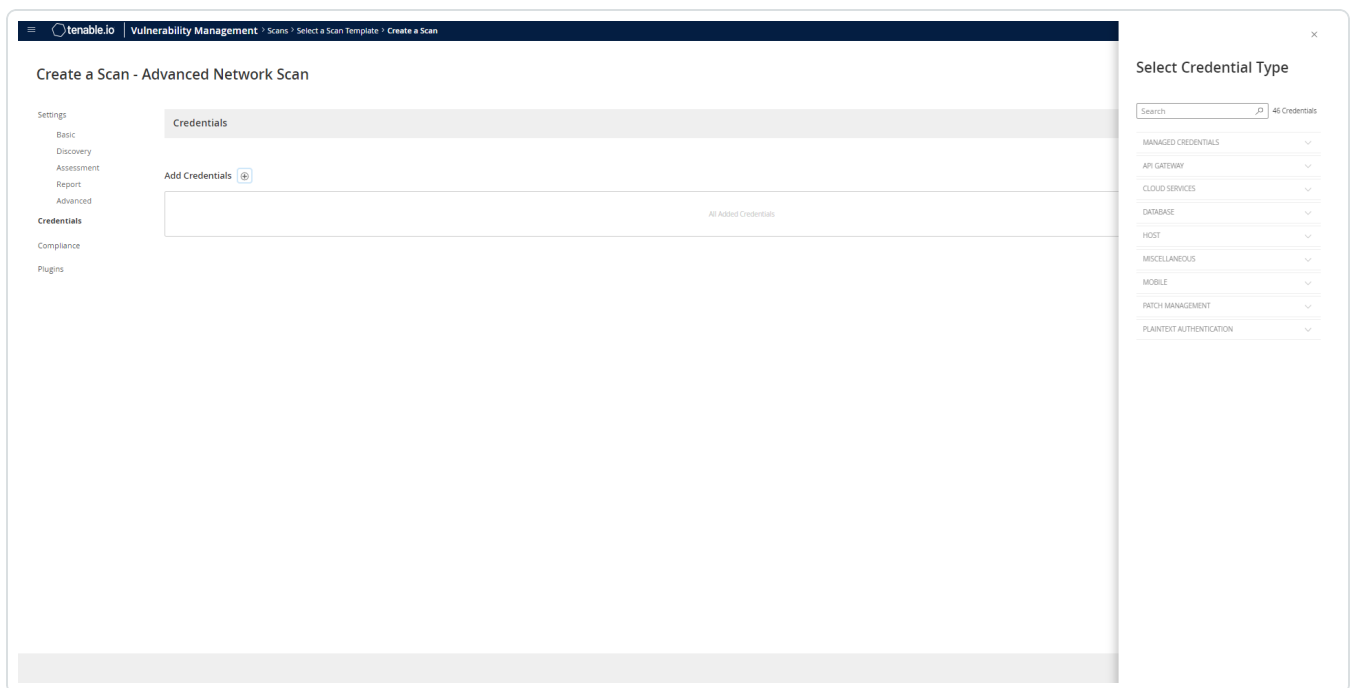 tenable.io Vulnerability Management > Scans > Select a Scan Template > Create a Scan
Create a Scan - Advanced Network Scan
Settings
Basic
Discovery
Assessment
Report
Advanced
Credentials
Compliance
Plugins
Credentials
Add Credentials
All Added Credentials
Select Credential Type
Search
46 Credentials
MANAGED CREDENTIALS
API GATEWAY
CLOUD SERVICES
DATABASE
HOST
MISCELLANEOUS
MOBILE
PATCH MANAGEMENT
PLAINTEXT AUTHENTICATION